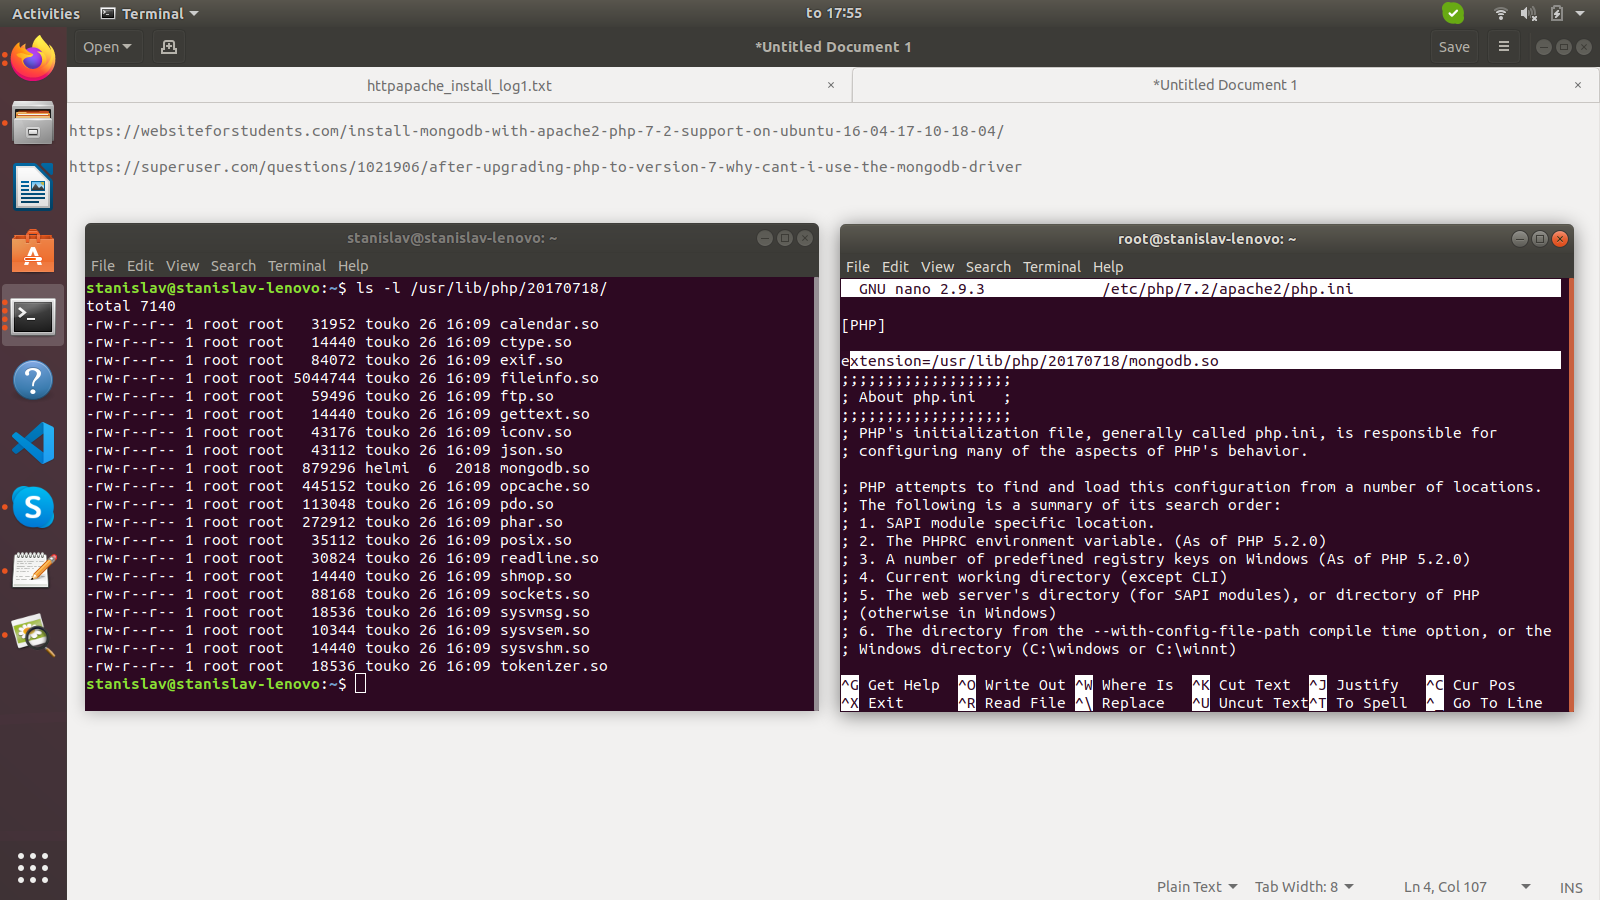 Activities Terminal to 17:55
Open *Untitled Document 1 Save
httpapache_install_log1.txt × *Untitled Document 1 ×
https://websiteforstudents.com/install-mongodb-with-apache2-php-7-2-support-on-ubuntu-16-04-17-10-18-04/
https://superuser.com/questions/1021906/after-upgrading-php-to-version-7-why-cant-i-use-the-mongodb-driver
stanislav@stanislav-lenovo: ~
File Edit View Search Terminal Help
stanislav@stanislav-lenovo:~$ ls -l /usr/lib/php/20170718/
total 7140
-rw-r--r-- 1 root root   31952 touko 26 16:09 calendar.so
-rw-r--r-- 1 root root   14440 touko 26 16:09 ctype.so
-rw-r--r-- 1 root root   84072 touko 26 16:09 exif.so
-rw-r--r-- 1 root root 5044744 touko 26 16:09 fileinfo.so
-rw-r--r-- 1 root root   59496 touko 26 16:09 ftp.so
-rw-r--r-- 1 root root   14440 touko 26 16:09 gettext.so
-rw-r--r-- 1 root root   43176 touko 26 16:09 iconv.so
-rw-r--r-- 1 root root   43112 touko 26 16:09 json.so
-rw-r--r-- 1 root root  879296 helmi  6  2018 mongodb.so
-rw-r--r-- 1 root root  445152 touko 26 16:09 opcache.so
-rw-r--r-- 1 root root  113048 touko 26 16:09 pdo.so
-rw-r--r-- 1 root root  272912 touko 26 16:09 phar.so
-rw-r--r-- 1 root root   35112 touko 26 16:09 posix.so
-rw-r--r-- 1 root root   30824 touko 26 16:09 readline.so
-rw-r--r-- 1 root root   14440 touko 26 16:09 shmop.so
-rw-r--r-- 1 root root   88168 touko 26 16:09 sockets.so
-rw-r--r-- 1 root root   18536 touko 26 16:09 sysvmsg.so
-rw-r--r-- 1 root root   10344 touko 26 16:09 sysvsem.so
-rw-r--r-- 1 root root   14440 touko 26 16:09 sysvshm.so
-rw-r--r-- 1 root root   18536 touko 26 16:09 tokenizer.so
stanislav@stanislav-lenovo:~$
root@stanislav-lenovo: ~
File Edit View Search Terminal Help
GNU nano 2.9.3 /etc/php/7.2/apache2/php.ini
[PHP]
extension=/usr/lib/php/20170718/mongodb.so
;;;;;;;;;;;;;;;;;;;
; About php.ini   ;
;;;;;;;;;;;;;;;;;;;
; PHP's initialization file, generally called php.ini, is responsible for
; configuring many of the aspects of PHP's behavior.
; PHP attempts to find and load this configuration from a number of locations.
; The following is a summary of its search order:
; 1. SAPI module specific location.
; 2. The PHPRC environment variable. (As of PHP 5.2.0)
; 3. A number of predefined registry keys on Windows (As of PHP 5.2.0)
; 4. Current working directory (except CLI)
; 5. The web server's directory (for SAPI modules), or directory of PHP
; (otherwise in Windows)
; 6. The directory from the --with-config-file-path compile time option, or the
; Windows directory (C:\windows or C:\winnt)
^G Get Help ^O Write Out ^W Where Is ^K Cut Text ^J Justify ^C Cur Pos
^X Exit ^R Read File ^\ Replace ^U Uncut Text ^T To Spell ^_ Go To Line
Plain Text Tab Width: 8 Ln 4, Col 107 INS